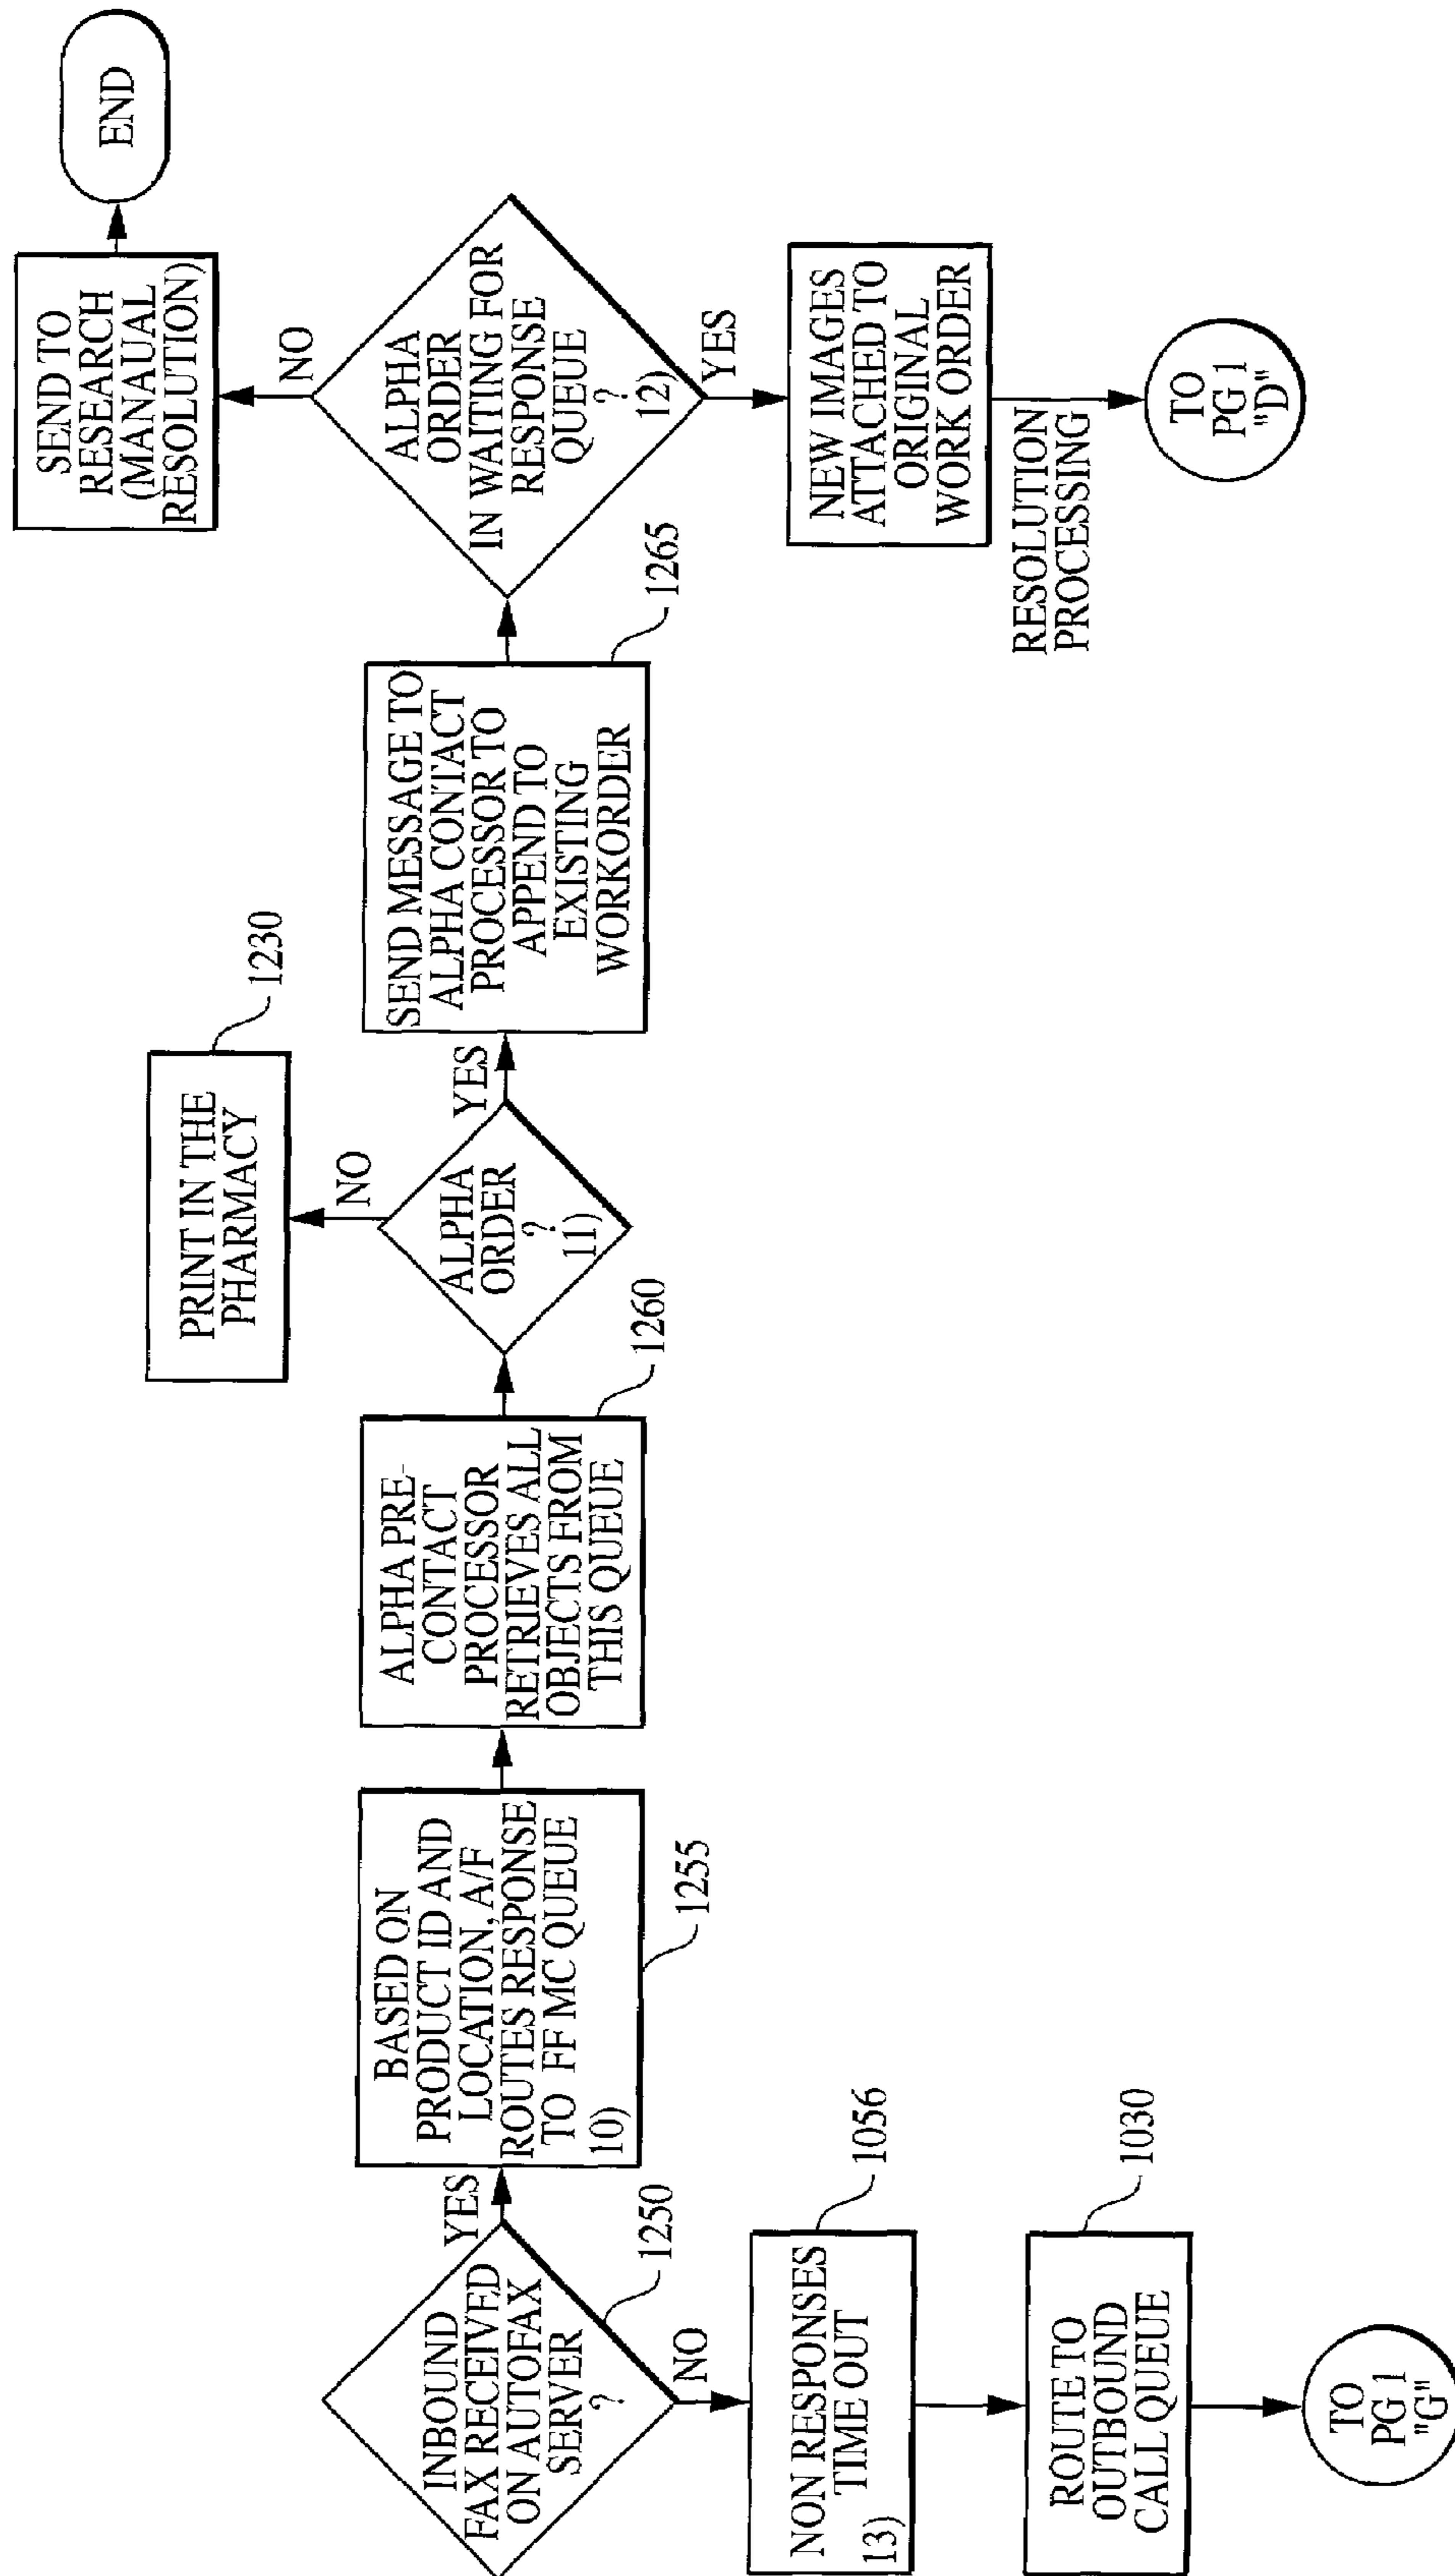 INBOUND
FAX RECEIVED
ON AUTOFAX
SERVER
?
1250
YES
NO
BASED ON
PRODUCT ID AND
LOCATION, A/F
ROUTES RESPONSE
TO FF MC QUEUE
10)
1255
NON RESPONSES
TIME OUT
13)
1056
ROUTE TO
OUTBOUND
CALL QUEUE
1030
TO
PG 1
"G"
ALPHA PRE-
CONTACT
PROCESSOR
RETRIEVES ALL
OBJECTS FROM
THIS QUEUE
1260
ALPHA
ORDER
?
11)
NO
YES
PRINT IN THE
PHARMACY
1230
SEND MESSAGE TO
ALPHA CONTACT
PROCESSOR TO
APPEND TO
EXISTING
WORKORDER
1265
ALPHA
ORDER
IN WAITING FOR
RESPONSE
QUEUE
?
12)
NO
YES
SEND TO
RESEARCH
(MANAUAL
RESOLUTION)
END
NEW IMAGES
ATTACHED TO
ORIGINAL
WORK ORDER
RESOLUTION
PROCESSING
TO
PG 1
"D"